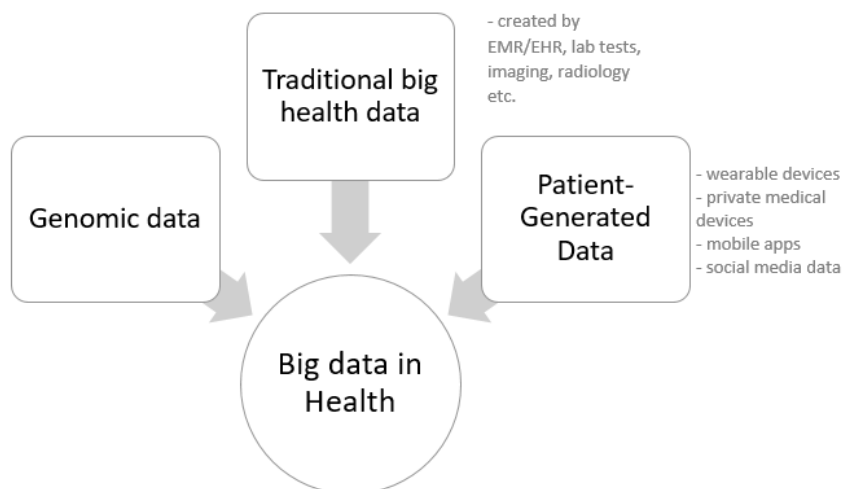 Traditional big
health data
- created by
EMR/EHR, lab tests,
imaging, radiology
etc.
Genomic data
Patient-
Generated
Data
- wearable devices
- private medical
devices
- mobile apps
- social media data
Big data in
Health